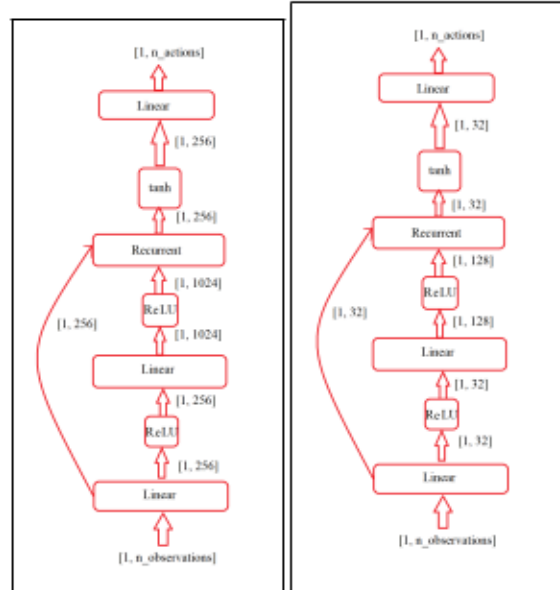 [1, n_actions]
Linear
[1, 256]
tanh
[1, 256]
Recurrent
[1, 1024]
ReLU
[1, 256]
[1, 1024]
Linear
[1, 256]
ReLU
[1, 256]
Linear
[1, n_observations]
[1, n_actions]
Linear
[1, 32]
tanh
[1, 32]
Recurrent
[1, 128]
ReLU
[1, 32]
[1, 128]
Linear
[1, 32]
ReLU
[1, 32]
Linear
[1, n_observations]